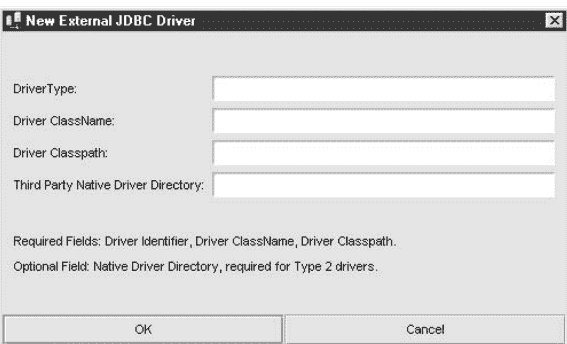 New External JDBC Driver
DriverType:
Driver ClassName:
Driver Classpath:
Third Party Native Driver Directory:
Required Fields: Driver Identifier, Driver ClassName, Driver Classpath.
Optional Field: Native Driver Directory, required for Type 2 drivers.
OK Cancel